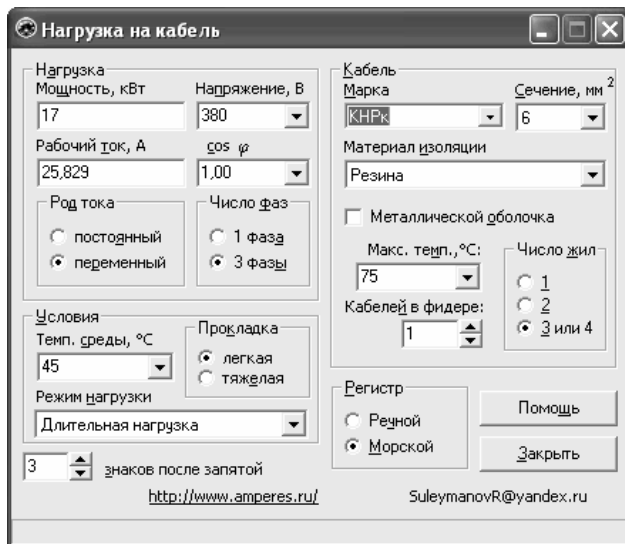 Нагрузка на кабель
Нагрузка
Мощность, кВт
Напряжение, В
17
380
Рабочий ток, А
cos φ
25,829
1,00
Род тока
постоянный
переменный
Число фаз
1 фаза
3 фазы
Условия
Темп. среды, °C
45
Прокладка
легкая
тяжелая
Режим нагрузки
Длительная нагрузка
3
знаков после запятой
http://www.amperes.ru/
Кабель
Марка
Сечение, мм 2
КНРк
6
Материал изоляции
Резина
Металлической оболочка
Макс. темп.,°C:
75
Кабелей в фидере:
1
Число жил
1
2
3 или 4
Регистр
Речной
Морской
Помощь
Закрыть
SuleymanovR@yandex.ru